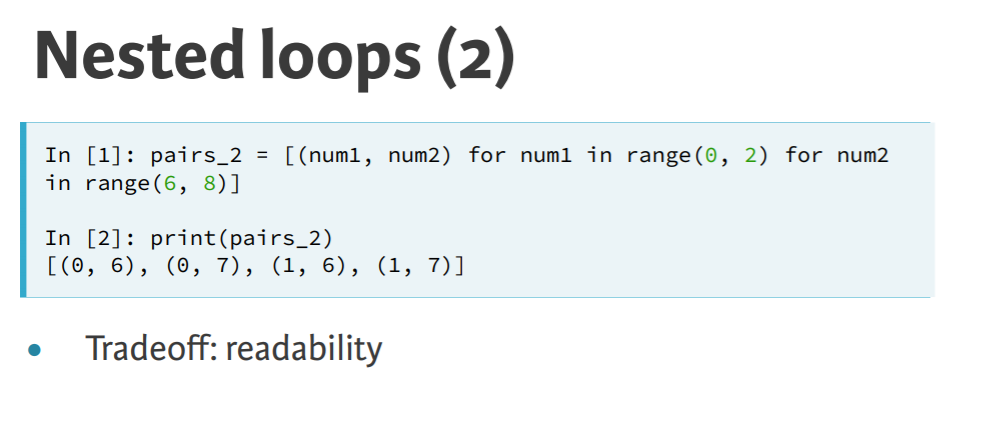 Nested loops (2)
In [1]: pairs_2 = [(num1, num2) for num1 in range(0, 2) for num2
in range(6, 8)]
In [2]: print(pairs_2)
[(0, 6), (0, 7), (1, 6), (1, 7)]
• Tradeoff: readability